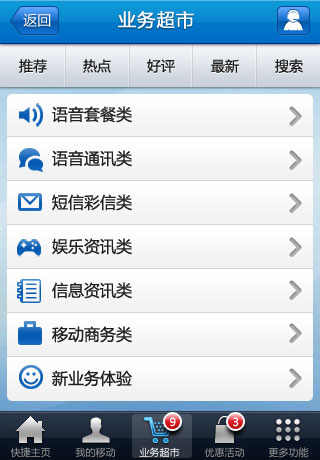 返回 业务超市
推荐 热点 好评 最新 搜索
语音套餐类
语音通讯类
短信彩信类
娱乐资讯类
信息资讯类
移动商务类
新业务体验
9 3
快捷主页 我的移动 业务超市 优惠活动 更多功能